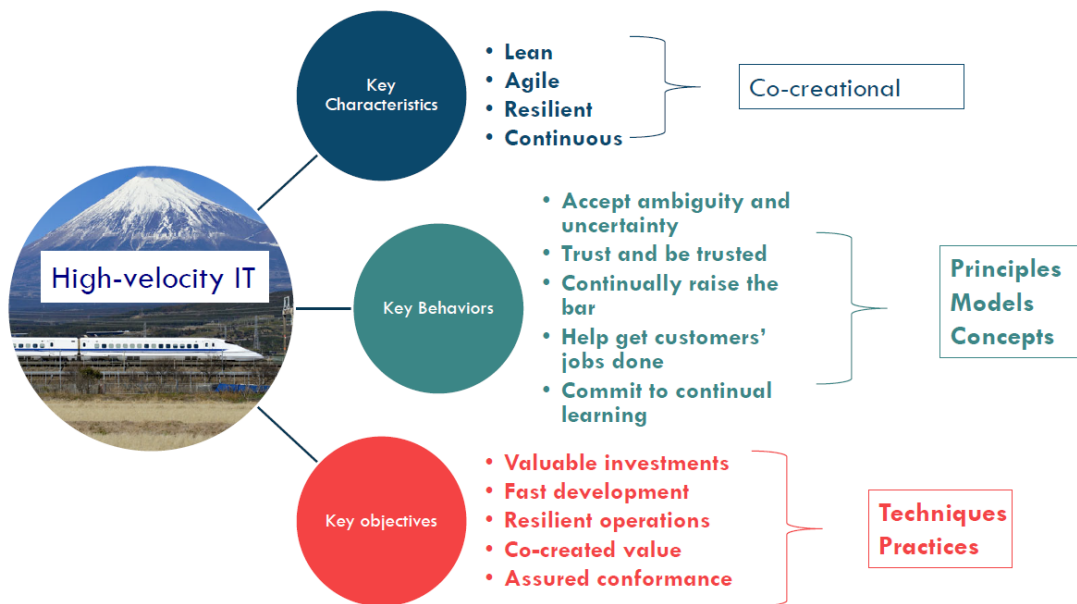 High-velocity IT
Key
Characteristics
• Lean
• Agile
• Resilient
• Continuous
Co-creational
Key Behaviors
• Accept ambiguity and
uncertainty
• Trust and be trusted
• Continually raise the
bar
• Help get customers’
jobs done
• Commit to continual
learning
Principles
Models
Concepts
Key objectives
• Valuable investments
• Fast development
• Resilient operations
• Co-created value
• Assured conformance
Techniques
Practices